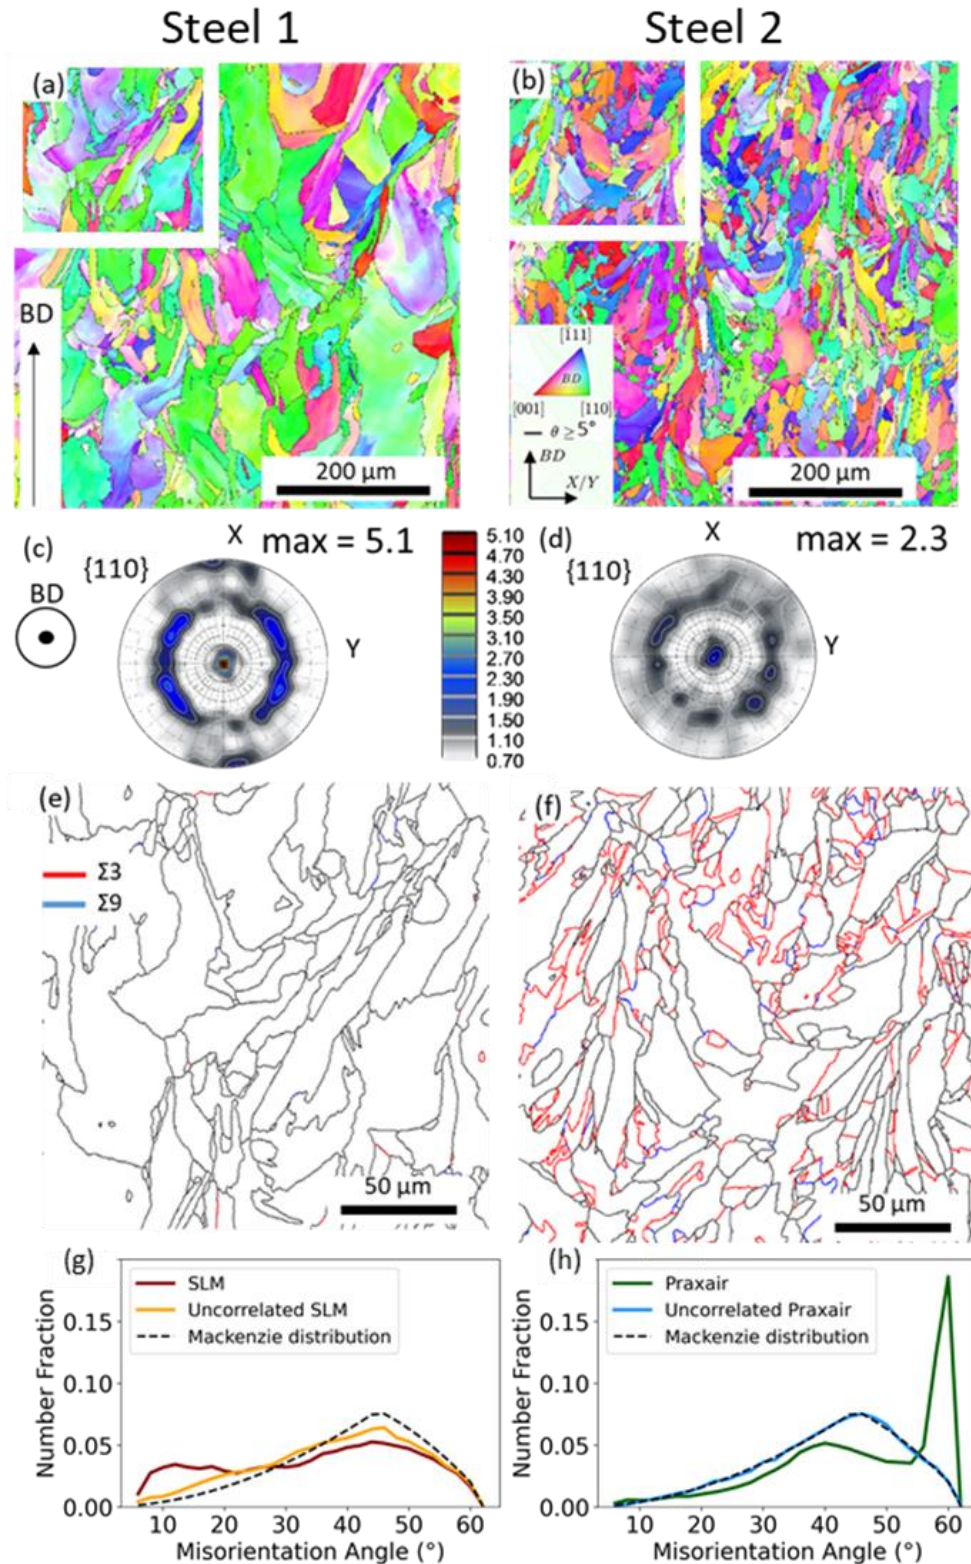 Steel 1 Steel 2
(a) (b)
BD
[1̄11]
BD
[001] [110]
θ ≥ 5°
BD
X/Y
200 μm 200 μm
(c) X max = 5.1 (d) X max = 2.3
{110} {110}
BD
Y Y
5.10
4.70
4.30
3.90
3.50
3.10
2.70
2.30
1.90
1.50
1.10
0.70
(e) (f)
Σ3
Σ9
50 μm 50 μm
(g) (h)
SLM
Uncorrelated SLM
Mackenzie distribution
Praxair
Uncorrelated Praxair
Mackenzie distribution
Number Fraction
0.15
0.10
0.05
0.00
10 20 30 40 50 60
Misorientation Angle (°)
Number Fraction
0.15
0.10
0.05
0.00
10 20 30 40 50 60
Misorientation Angle (°)